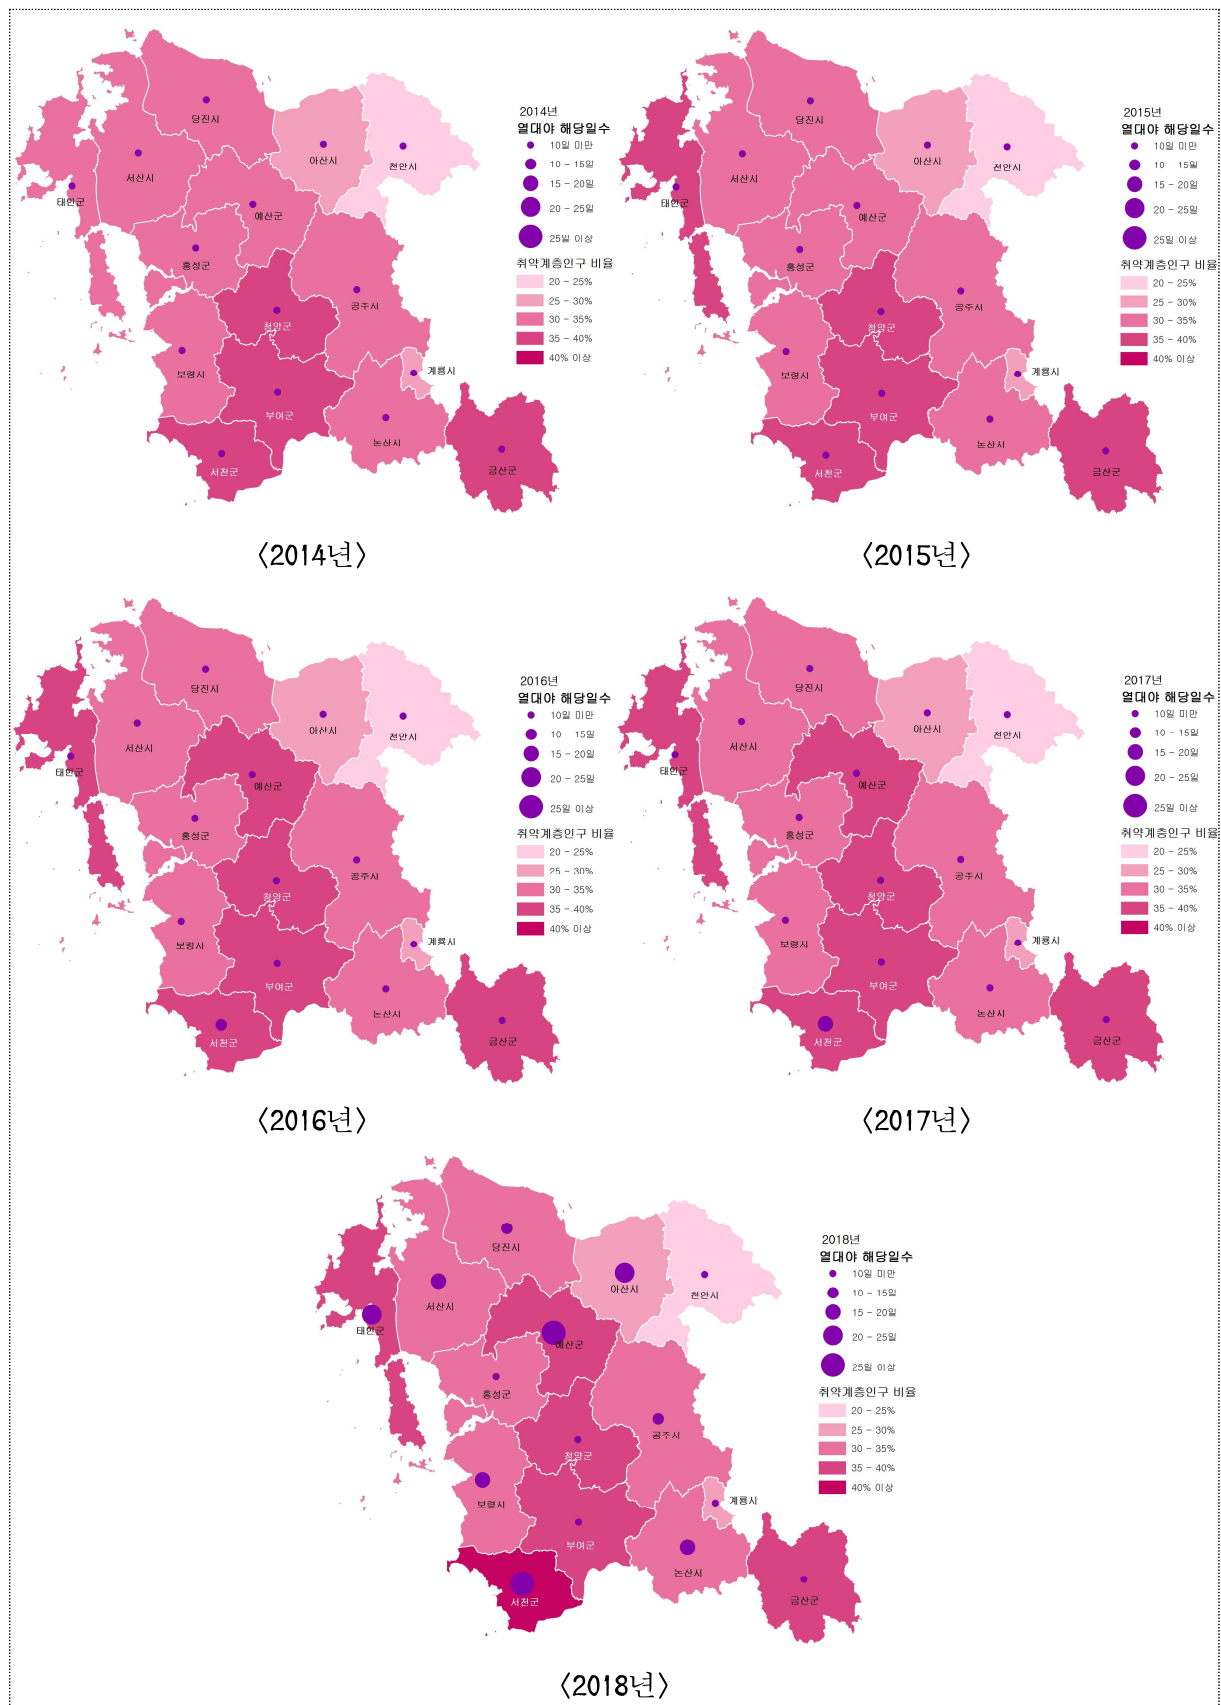 2014년
열대야 해당일수
10일 미만
10 - 15일
15 - 20일
20 - 25일
25일 이상
취약계층인구 비율
20 - 25%
25 - 30%
30 - 35%
35 - 40%
40% 이상
당진시
아산시
천안시
서산시
태안군
예산군
홍성군
공주시
청양군
보령시
계룡시
부여군
논산시
서천군
금산군
<2014년>
2015년
열대야 해당일수
10일 미만
10 15일
15 - 20일
20 - 25일
25일 이상
취약계층인구 비율
20 - 25%
25 - 30%
30 - 35%
35 - 40%
40% 이상
당진시
아산시
천안시
서산시
태안군
예산군
홍성군
공주시
청양군
보령시
계룡시
부여군
논산시
서천군
금산군
<2015년>
2016년
열대야 해당일수
10일 미만
10 15일
15 - 20일
20 - 25일
25일 이상
취약계층인구 비율
20 - 25%
25 - 30%
30 - 35%
35 - 40%
40% 이상
당진시
아산시
천안시
서산시
태안군
예산군
홍성군
공주시
청양군
보령시
계룡시
부여군
논산시
서천군
금산군
<2016년>
2017년
열대야 해당일수
10일 미만
10 - 15일
15 - 20일
20 - 25일
25일 이상
취약계층인구 비율
20 - 25%
25 - 30%
30 - 35%
35 - 40%
40% 이상
당진시
아산시
천안시
서산시
태안군
예산군
홍성군
공주시
청양군
보령시
계룡시
부여군
논산시
서천군
금산군
<2017년>
2018년
열대야 해당일수
10일 미만
10 - 15일
15 - 20일
20 - 25일
25일 이상
취약계층인구 비율
20 - 25%
25 - 30%
30 - 35%
35 - 40%
40% 이상
당진시
아산시
천안시
서산시
태안군
예산군
홍성군
공주시
청양군
보령시
계룡시
부여군
논산시
서천군
금산군
<2018년>